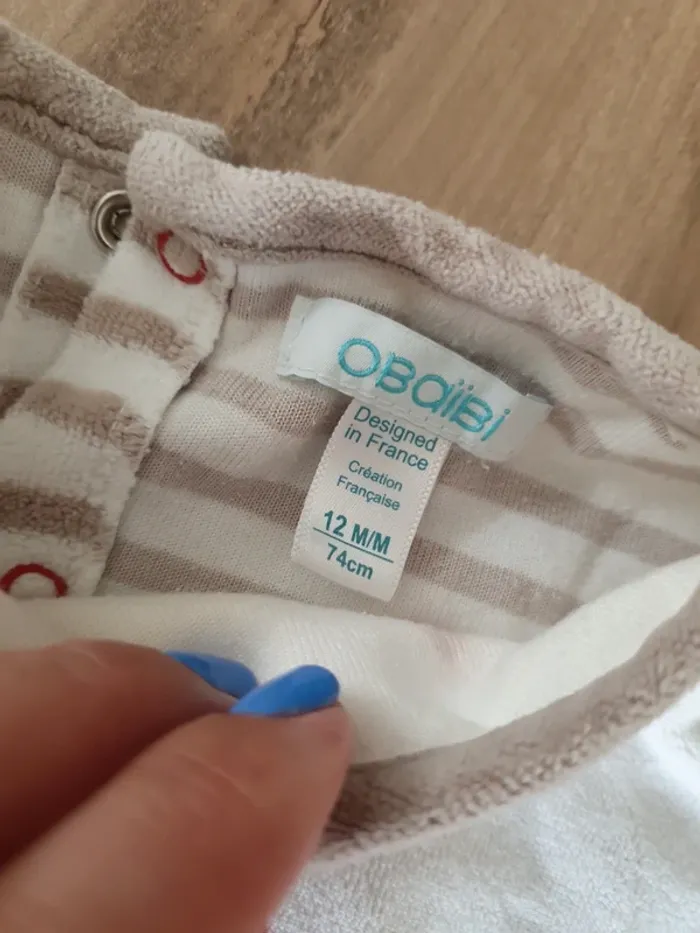 OBaïBi
Designed
in France
Création
Française
12 M/M
74cm